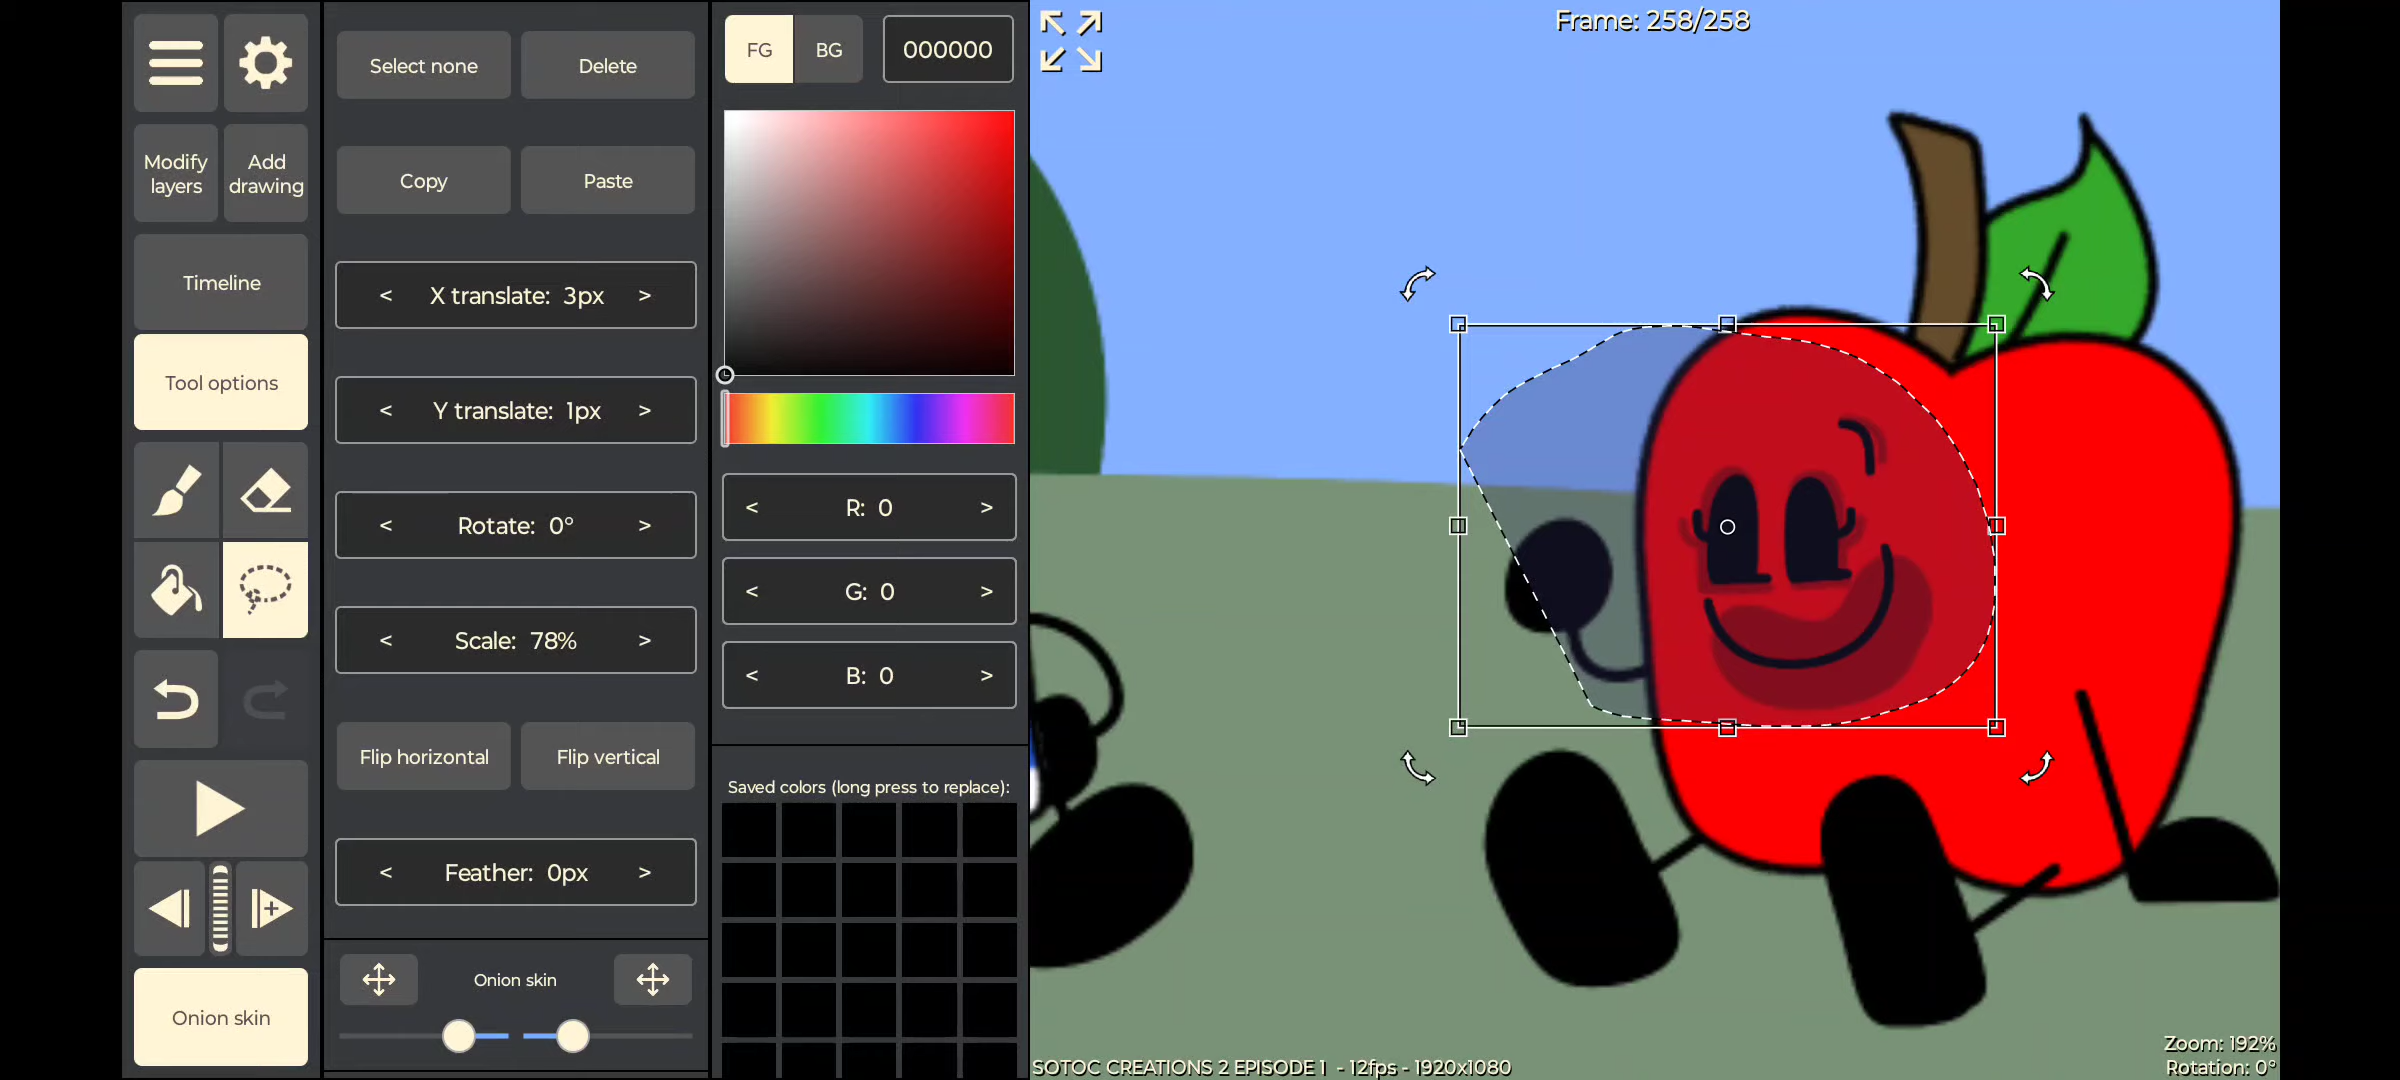 Modify
layers
Add
drawing
Timeline
Tool options
Onion skin
Select none
Delete
Copy
Paste
< X translate: 3px >
< Y translate: 1px >
< Rotate: 0° >
< Scale: 78% >
Flip horizontal
Flip vertical
< Feather: 0px >
Onion skin
FG
BG
000000
< R: 0 >
< G: 0 >
< B: 0 >
Saved colors (long press to replace):
Frame: 258/258
SOTOC CREATIONS 2 EPISODE 1 - 12fps - 1920x1080
Zoom: 192%
Rotation: 0°